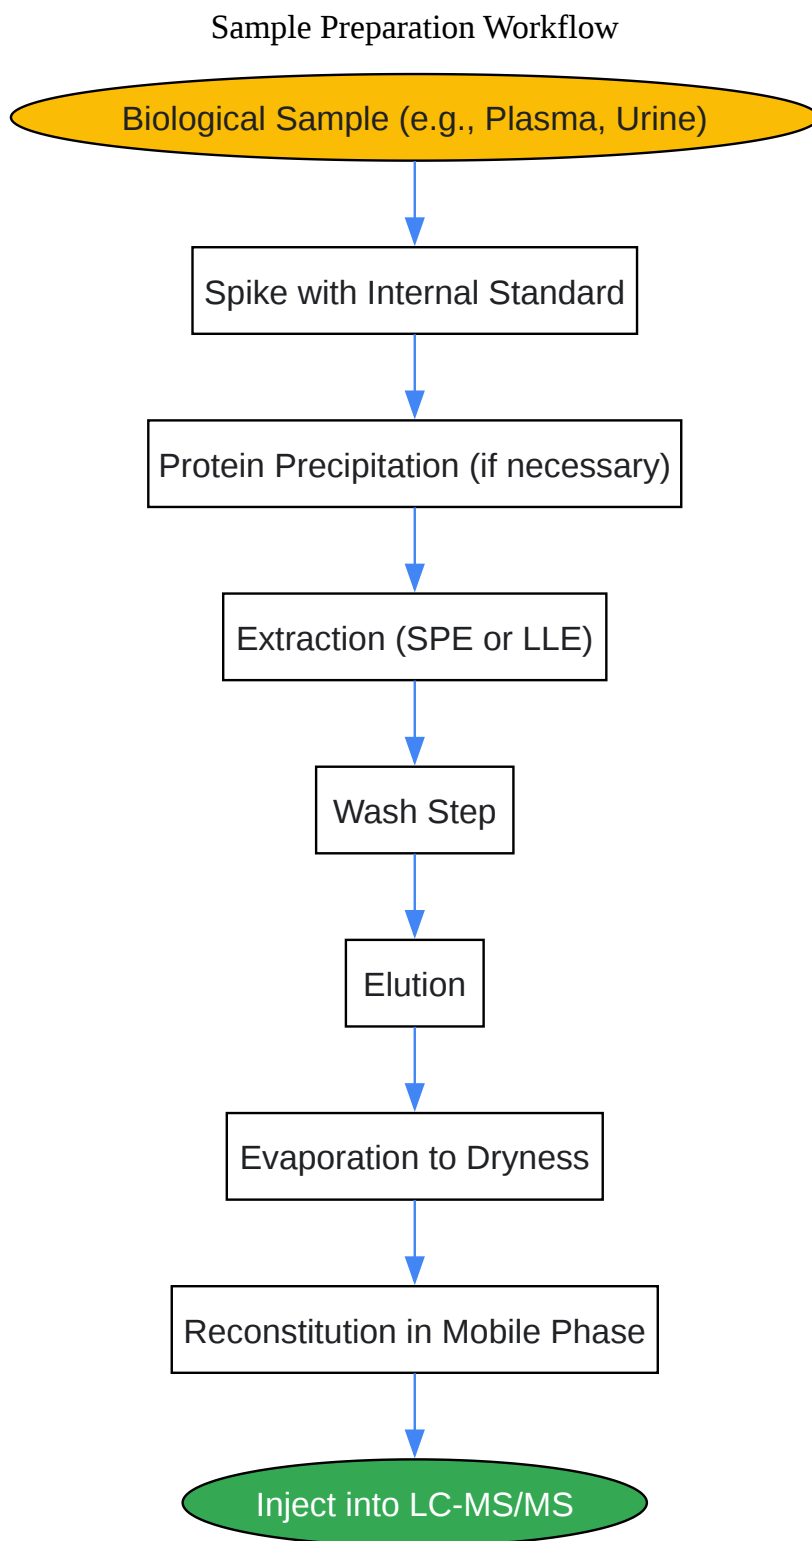 Sample Preparation Workflow
Biological Sample (e.g., Plasma, Urine)
Spike with Internal Standard
Protein Precipitation (if necessary)
Extraction (SPE or LLE)
Wash Step
Elution
Evaporation to Dryness
Reconstitution in Mobile Phase
Inject into LC-MS/MS